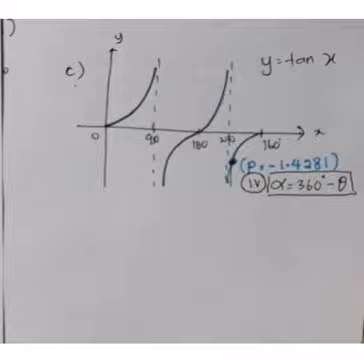 )
c) y y = tan x
0 90 180 270 360° x
(p, -1.4281)
(iv) α = 360° - θ